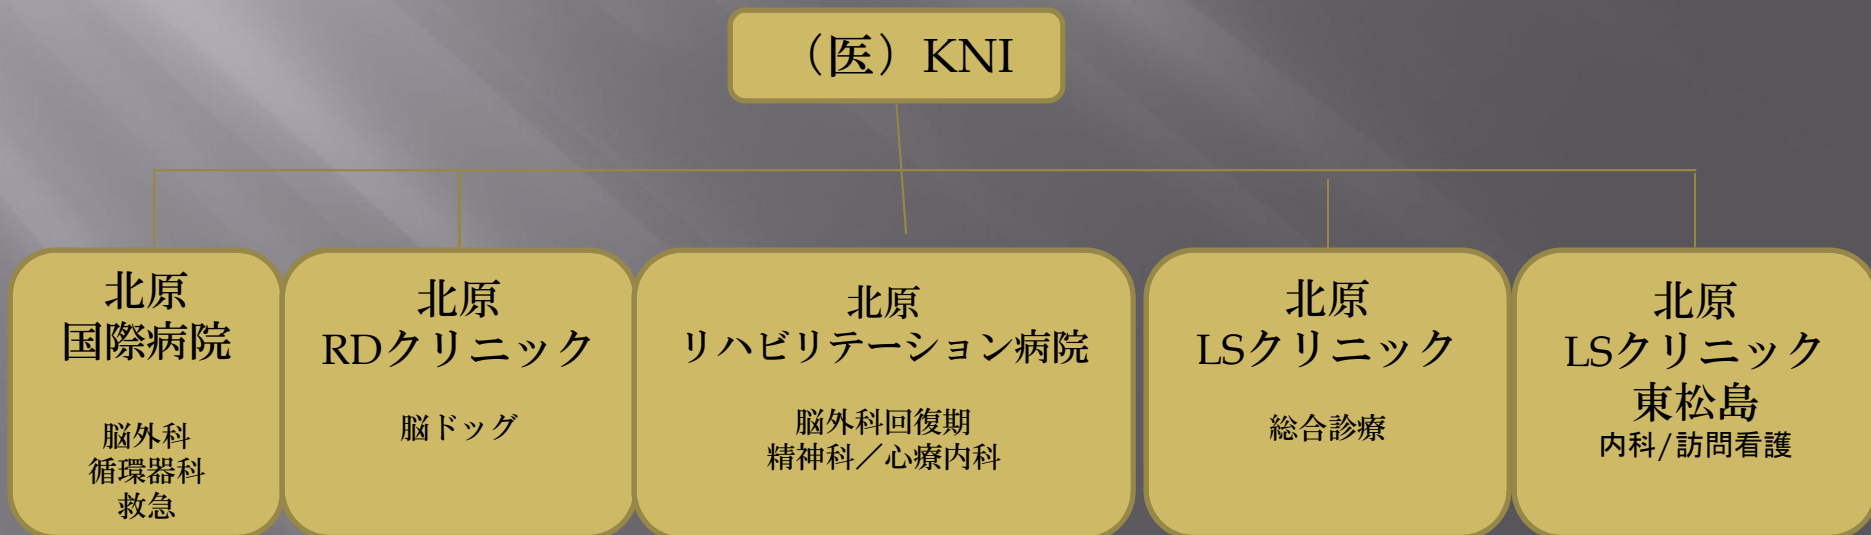 （医）KNI
北原
国際病院
脳外科
循環器科
救急
北原
RDクリニック
脳ドッグ
北原
リハビリテーション病院
脳外科回復期
精神科／心療内科
北原
LSクリニック
総合診療
北原
LSクリニック
東松島
内科/訪問看護